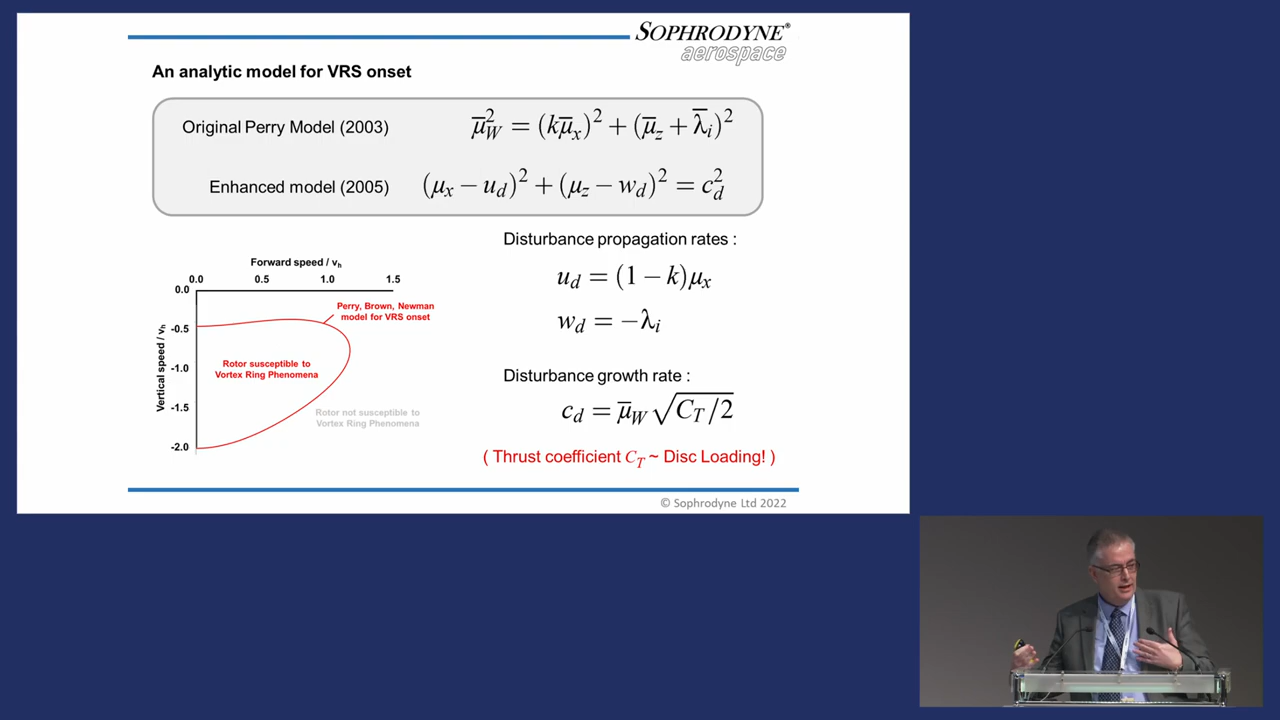 SOPHRODYNE®
aerospace
An analytic model for VRS onset
Original Perry Model (2003) μ̅_W² = (kμ̅_x)² + (μ̅_z + λ̅_i)²
Enhanced model (2005) (μ_x − u_d)² + (μ_z − w_d)² = c_d²
Disturbance propagation rates :
u_d = (1 − k)μ_x
w_d = −λ_i
Disturbance growth rate :
c_d = μ̅_W √(C_T/2)
( Thrust coefficient C_T ~ Disc Loading! )
Forward speed / v_h
0.0 0.5 1.0 1.5
0.0
-0.5
-1.0
-1.5
-2.0
Vertical speed / v_h
Perry, Brown, Newman
model for VRS onset
Rotor susceptible to
Vortex Ring Phenomena
Rotor not susceptible to
Vortex Ring Phenomena
© Sophrodyne Ltd 2022